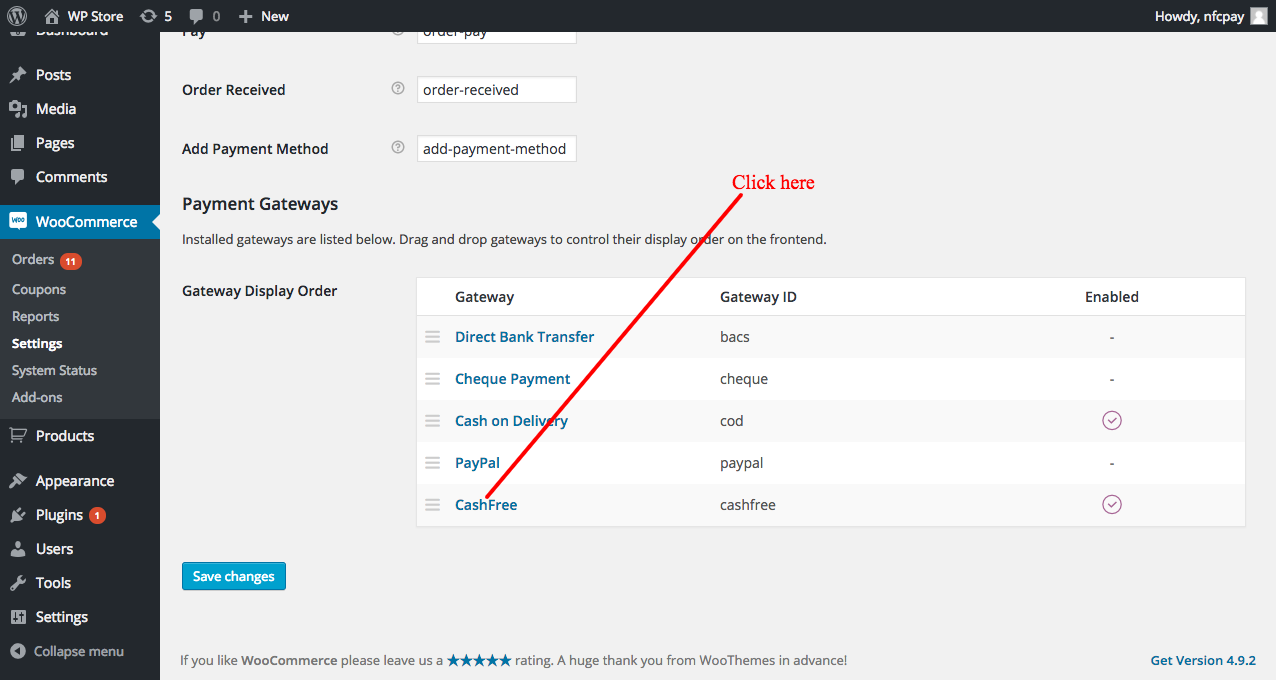 WP Store 5 0 New Howdy, nfcpay
Dashboard
Posts
Media
Pages
Comments
WooCommerce
Orders 11
Coupons
Reports
Settings
System Status
Add-ons
Products
Appearance
Plugins 1
Users
Tools
Settings
Collapse menu
Pay order-pay
Order Received order-received
Add Payment Method add-payment-method
Click here
Payment Gateways
Installed gateways are listed below. Drag and drop gateways to control their display order on the frontend.
Gateway Display Order
Gateway Gateway ID Enabled
Direct Bank Transfer bacs -
Cheque Payment cheque -
Cash on Delivery cod
PayPal paypal -
CashFree cashfree
Save changes
If you like WooCommerce please leave us a ★★★★★ rating. A huge thank you from WooThemes in advance!
Get Version 4.9.2